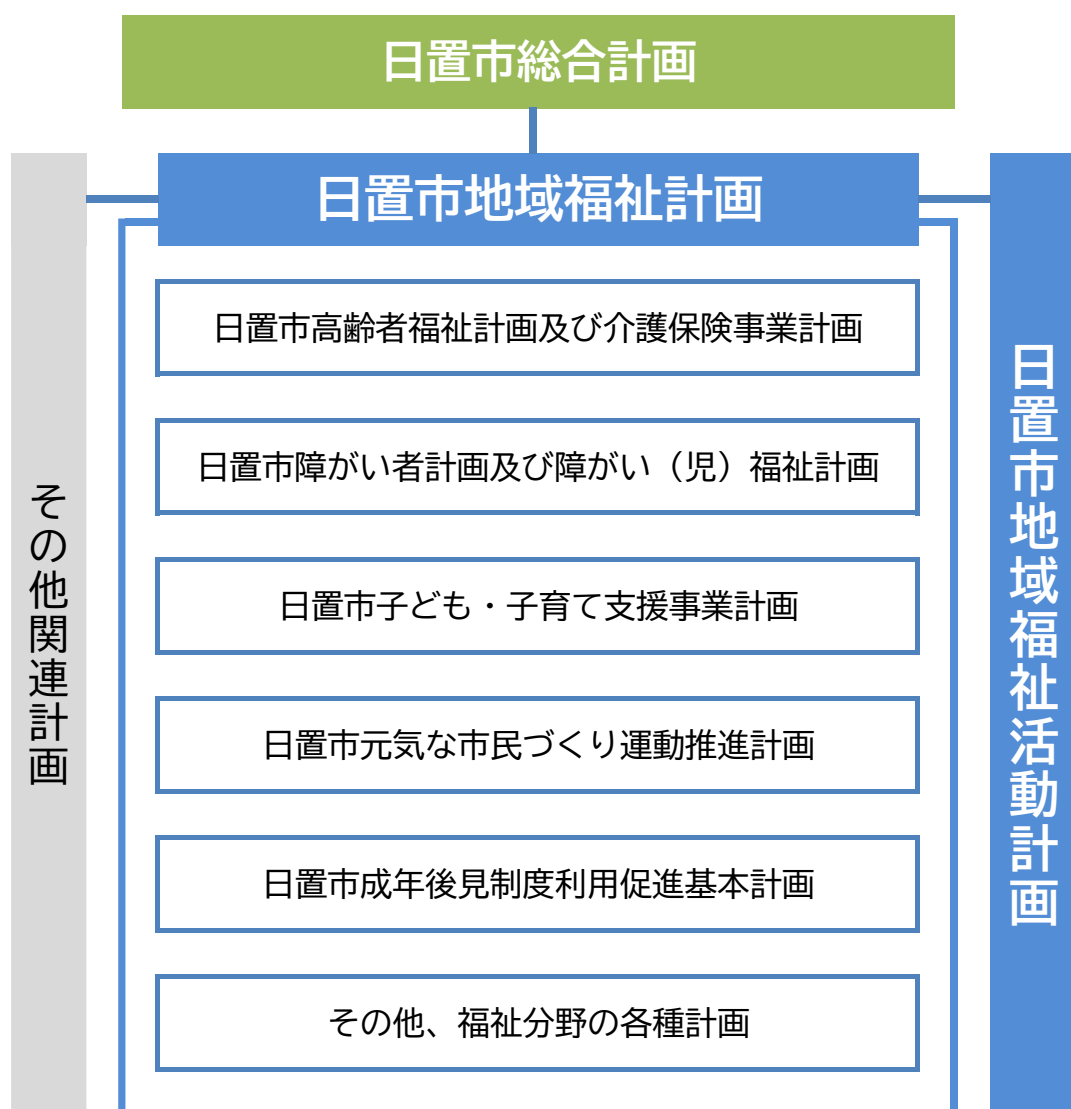 日置市総合計画
日置市地域福祉計画
日置市高齢者福祉計画及び介護保険事業計画
日置市障がい者計画及び障がい（児）福祉計画
日置市子ども・子育て支援事業計画
日置市元気な市民づくり運動推進計画
日置市成年後見制度利用促進基本計画
その他、福祉分野の各種計画
その他関連計画
日置市地域福祉活動計画